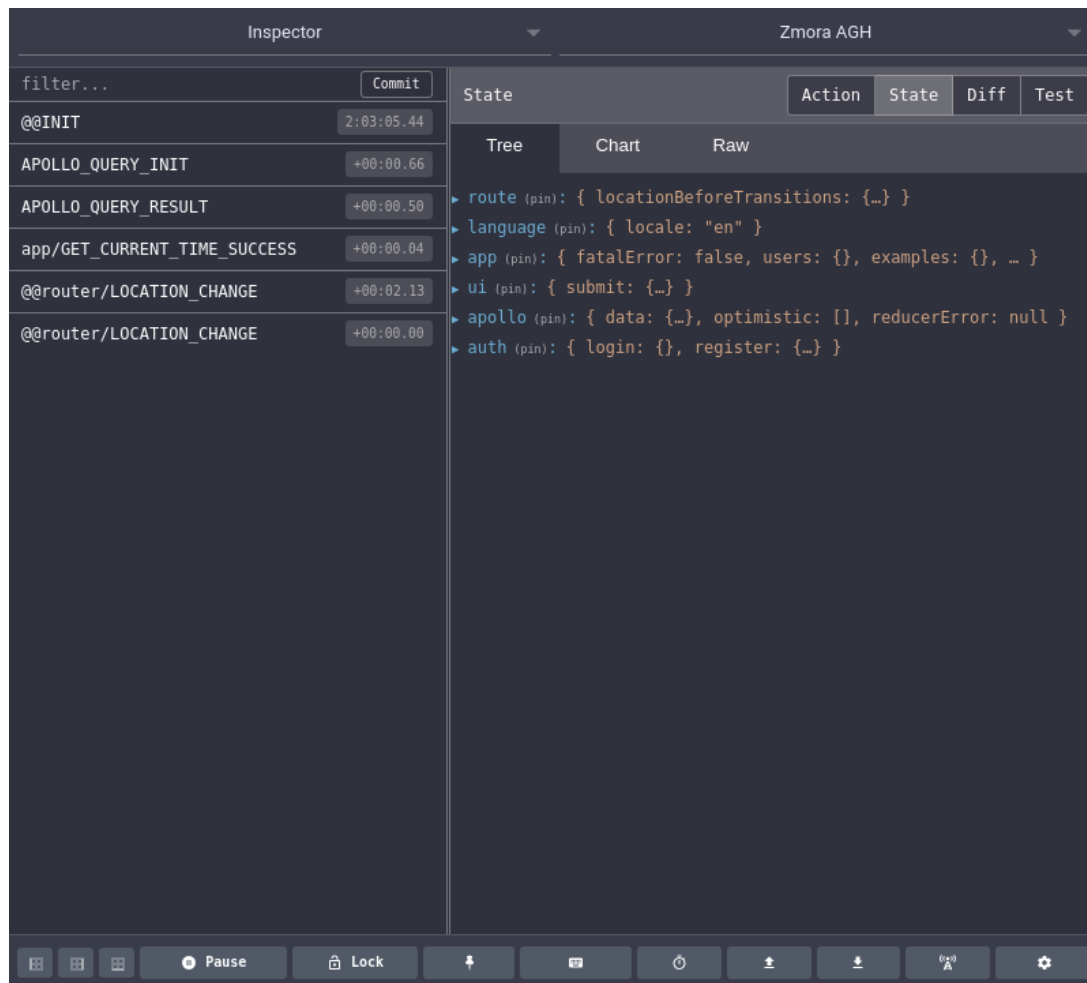 Inspector
Zmora AGH
filter...
Commit
@@INIT 2:03:05.44
APOLLO_QUERY_INIT +00:00.66
APOLLO_QUERY_RESULT +00:00.50
app/GET_CURRENT_TIME_SUCCESS +00:00.04
@@router/LOCATION_CHANGE +00:02.13
@@router/LOCATION_CHANGE +00:00.00
State
Action State Diff Test
Tree Chart Raw
route (pin): { locationBeforeTransitions: {…} }
language (pin): { locale: "en" }
app (pin): { fatalError: false, users: {}, examples: {}, … }
ui (pin): { submit: {…} }
apollo (pin): { data: {…}, optimistic: [], reducerError: null }
auth (pin): { login: {}, register: {…} }
Pause Lock